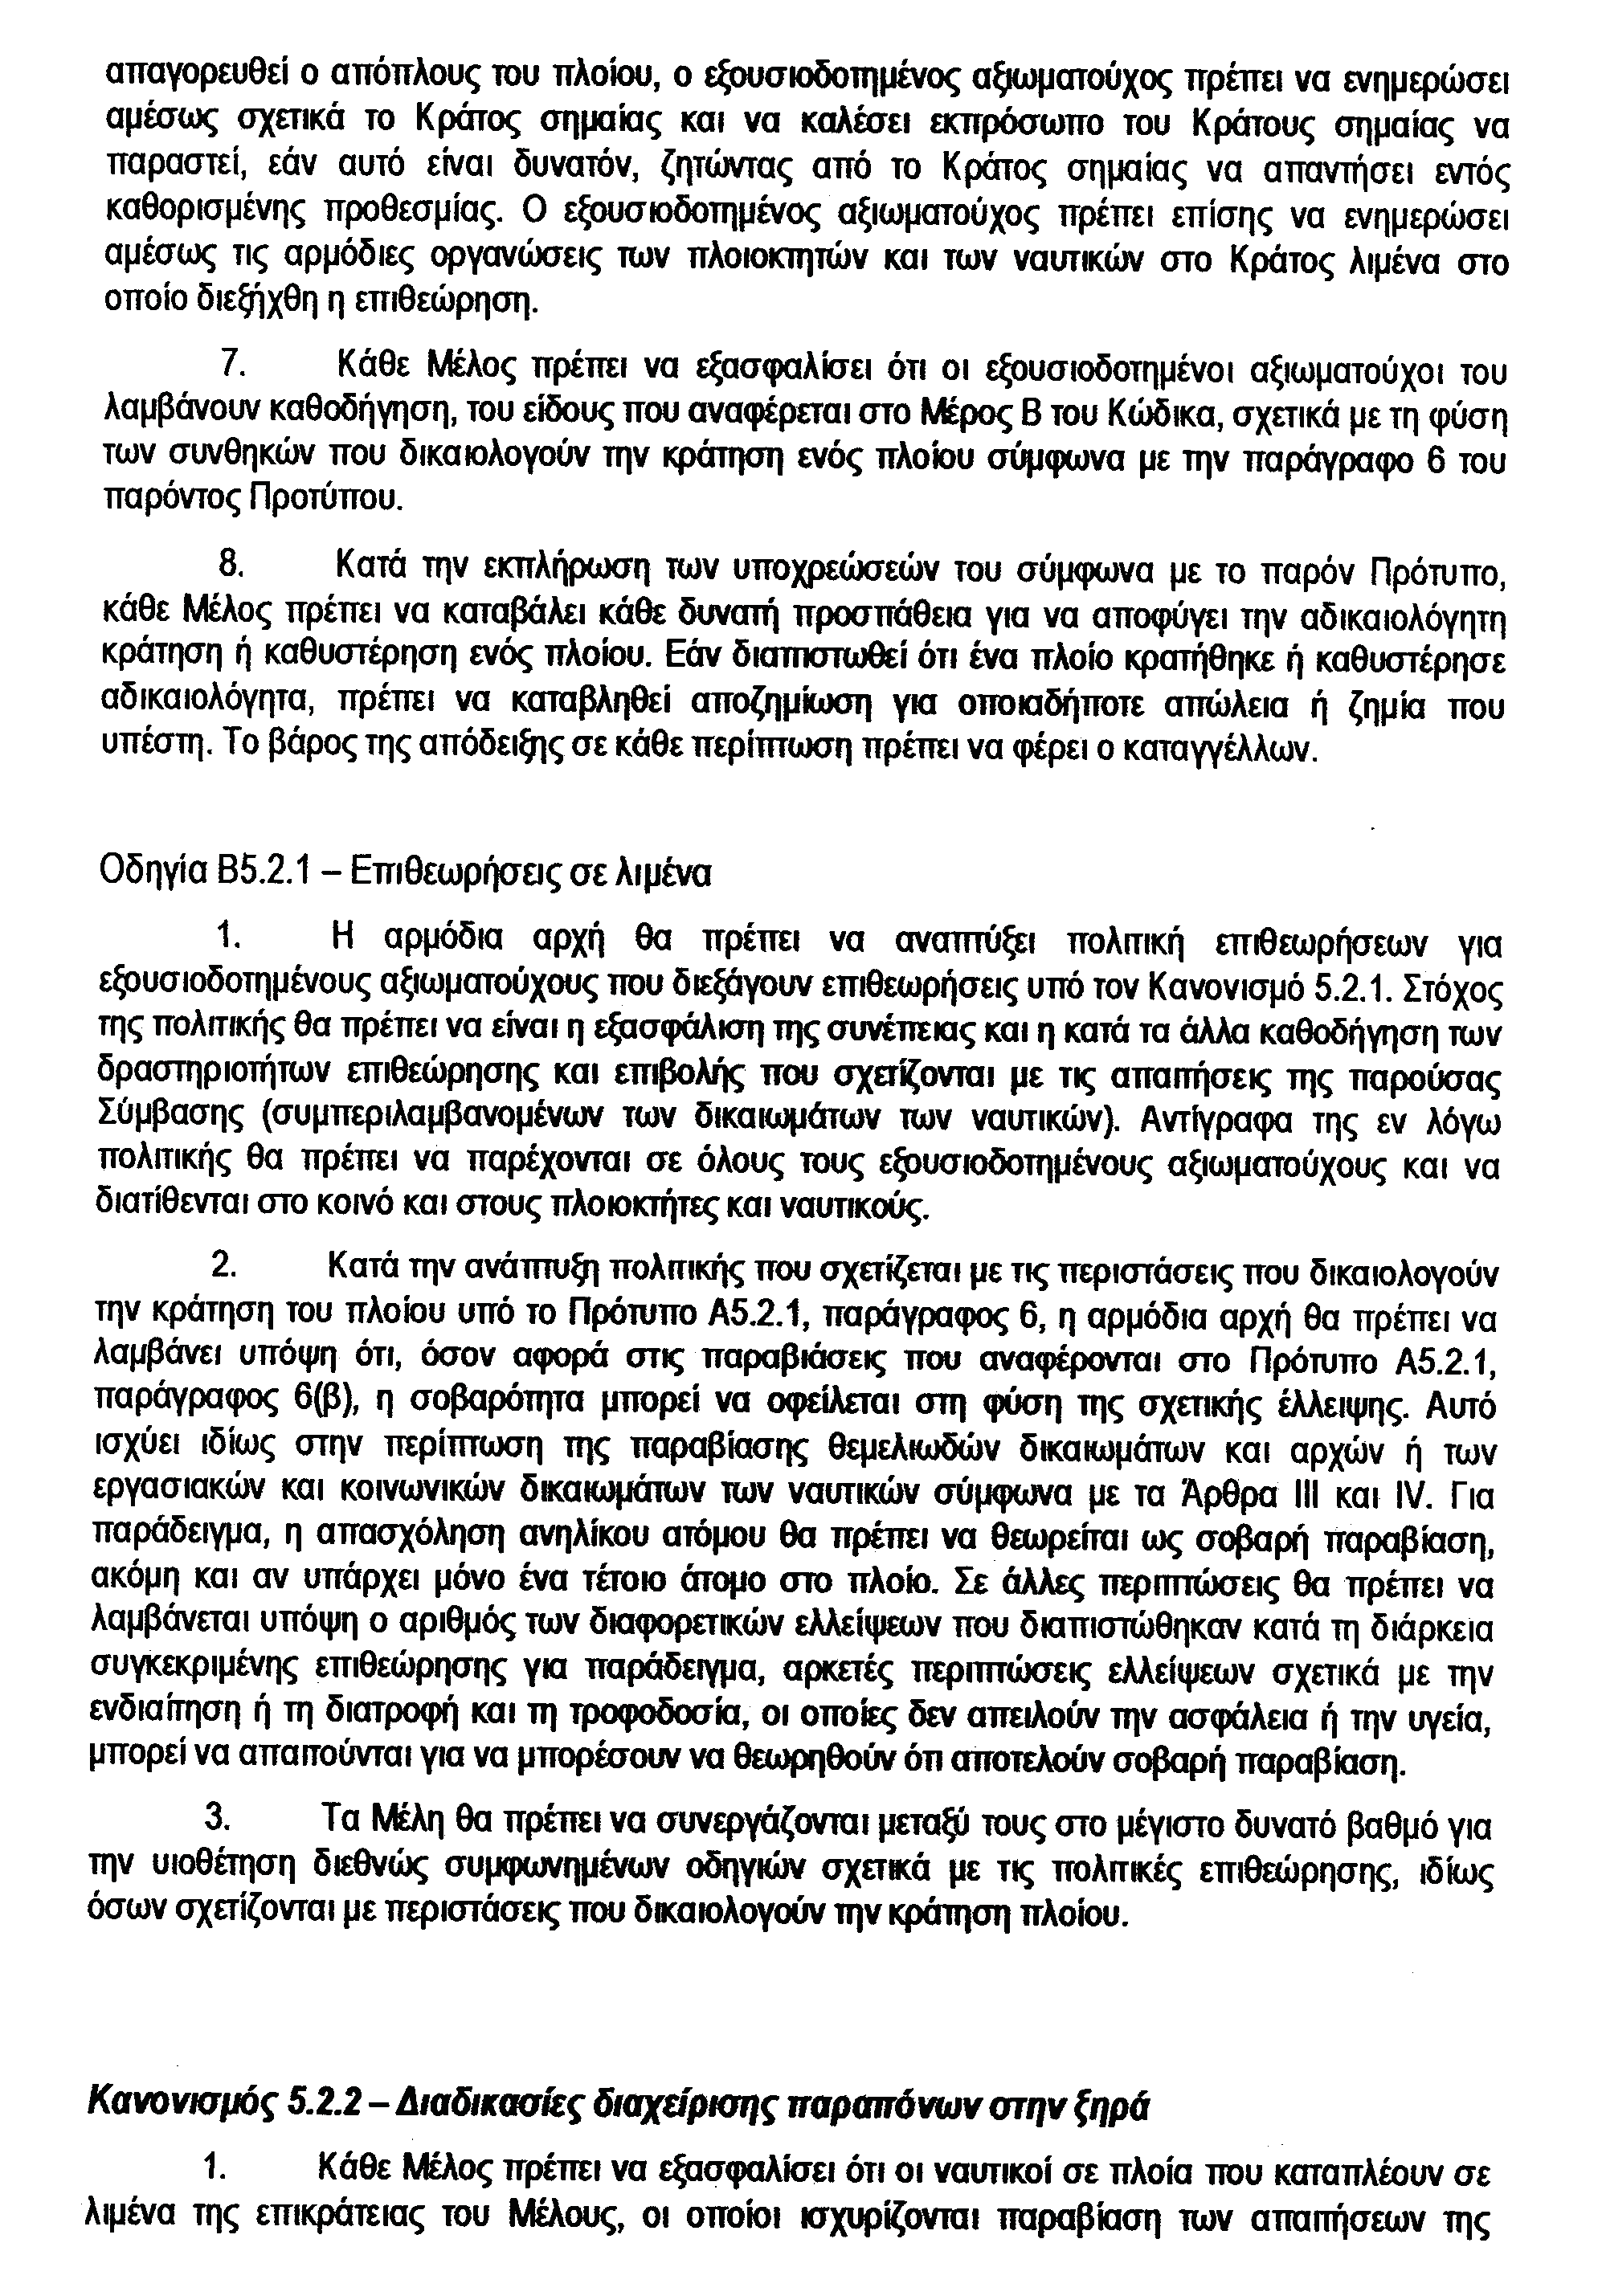 απαγορευθεί ο απόπλους του πλοίου, ο εξουσιοδοτημένος αξιωματούχος πρέπει να ενημερώσει
αμέσως σχετικά το Κράτος σημαίας και να καλέσει εκπρόσωπο του Κράτους σημαίας να
παραστεί, εάν αυτό είναι δυνατόν, ζητώντας από το Κράτος σημαίας να απαντήσει εντός
καθορισμένης προθεσμίας. Ο εξουσιοδοτημένος αξιωματούχος πρέπει επίσης να ενημερώσει
αμέσως τις αρμόδιες οργανώσεις των πλοιοκτητών και των ναυτικών στο Κράτος λιμένα στο
οποίο διεξήχθη η επιθεώρηση.
7. Κάθε Μέλος πρέπει να εξασφαλίσει ότι οι εξουσιοδοτημένοι αξιωματούχοι του
λαμβάνουν καθοδήγηση, του είδους που αναφέρεται στο Μέρος Β του Κώδικα, σχετικά με τη φύση
των συνθηκών που δικαιολογούν την κράτηση ενός πλοίου σύμφωνα με την παράγραφο 6 του
παρόντος Προτύπου.
8. Κατά την εκπλήρωση των υποχρεώσεών του σύμφωνα με το παρόν Πρότυπο,
κάθε Μέλος πρέπει να καταβάλει κάθε δυνατή προσπάθεια για να αποφύγει την αδικαιολόγητη
κράτηση ή καθυστέρηση ενός πλοίου. Εάν διαπιστωθεί ότι ένα πλοίο κρατήθηκε ή καθυστέρησε
αδικαιολόγητα, πρέπει να καταβληθεί αποζημίωση για οποιαδήποτε απώλεια ή ζημία που
υπέστη. Το βάρος της απόδειξης σε κάθε περίπτωση πρέπει να φέρει ο καταγγέλλων.
Οδηγία Β5.2.1 – Επιθεωρήσεις σε λιμένα
1. Η αρμόδια αρχή θα πρέπει να αναπτύξει πολιτική επιθεωρήσεων για
εξουσιοδοτημένους αξιωματούχους που διεξάγουν επιθεωρήσεις υπό τον Κανονισμό 5.2.1. Στόχος
της πολιτικής θα πρέπει να είναι η εξασφάλιση της συνέπειας και η κατά τα άλλα καθοδήγηση των
δραστηριοτήτων επιθεώρησης και επιβολής που σχετίζονται με τις απαιτήσεις της παρούσας
Σύμβασης (συμπεριλαμβανομένων των δικαιωμάτων των ναυτικών). Αντίγραφα της εν λόγω
πολιτικής θα πρέπει να παρέχονται σε όλους τους εξουσιοδοτημένους αξιωματούχους και να
διατίθενται στο κοινό και στους πλοιοκτήτες και ναυτικούς.
2. Κατά την ανάπτυξη πολιτικής που σχετίζεται με τις περιστάσεις που δικαιολογούν
την κράτηση του πλοίου υπό το Πρότυπο Α5.2.1, παράγραφος 6, η αρμόδια αρχή θα πρέπει να
λαμβάνει υπόψη ότι, όσον αφορά στις παραβιάσεις που αναφέρονται στο Πρότυπο Α5.2.1,
παράγραφος 6(β), η σοβαρότητα μπορεί να οφείλεται στη φύση της σχετικής έλλειψης. Αυτό
ισχύει ιδίως στην περίπτωση της παραβίασης θεμελιωδών δικαιωμάτων και αρχών ή των
εργασιακών και κοινωνικών δικαιωμάτων των ναυτικών σύμφωνα με τα Άρθρα III και IV. Για
παράδειγμα, η απασχόληση ανηλίκου ατόμου θα πρέπει να θεωρείται ως σοβαρή παραβίαση,
ακόμη και αν υπάρχει μόνο ένα τέτοιο άτομο στο πλοίο. Σε άλλες περιπτώσεις θα πρέπει να
λαμβάνεται υπόψη ο αριθμός των διαφορετικών ελλείψεων που διαπιστώθηκαν κατά τη διάρκεια
συγκεκριμένης επιθεώρησης για παράδειγμα, αρκετές περιπτώσεις ελλείψεων σχετικά με την
ενδιαίτηση ή τη διατροφή και τη τροφοδοσία, οι οποίες δεν απειλούν την ασφάλεια ή την υγεία,
μπορεί να απαιτούνται για να μπορέσουν να θεωρηθούν ότι αποτελούν σοβαρή παραβίαση.
3. Τα Μέλη θα πρέπει να συνεργάζονται μεταξύ τους στο μέγιστο δυνατό βαθμό για
την υιοθέτηση διεθνώς συμφωνημένων οδηγιών σχετικά με τις πολιτικές επιθεώρησης, ιδίως
όσων σχετίζονται με περιστάσεις που δικαιολογούν την κράτηση πλοίου.
Κανονισμός 5.2.2 – Διαδικασίες διαχείρισης παραπόνων στην ξηρά
1. Κάθε Μέλος πρέπει να εξασφαλίσει ότι οι ναυτικοί σε πλοία που καταπλέουν σε
λιμένα της επικράτειας του Μέλους, οι οποίοι ισχυρίζονται παραβίαση των απαιτήσεων της